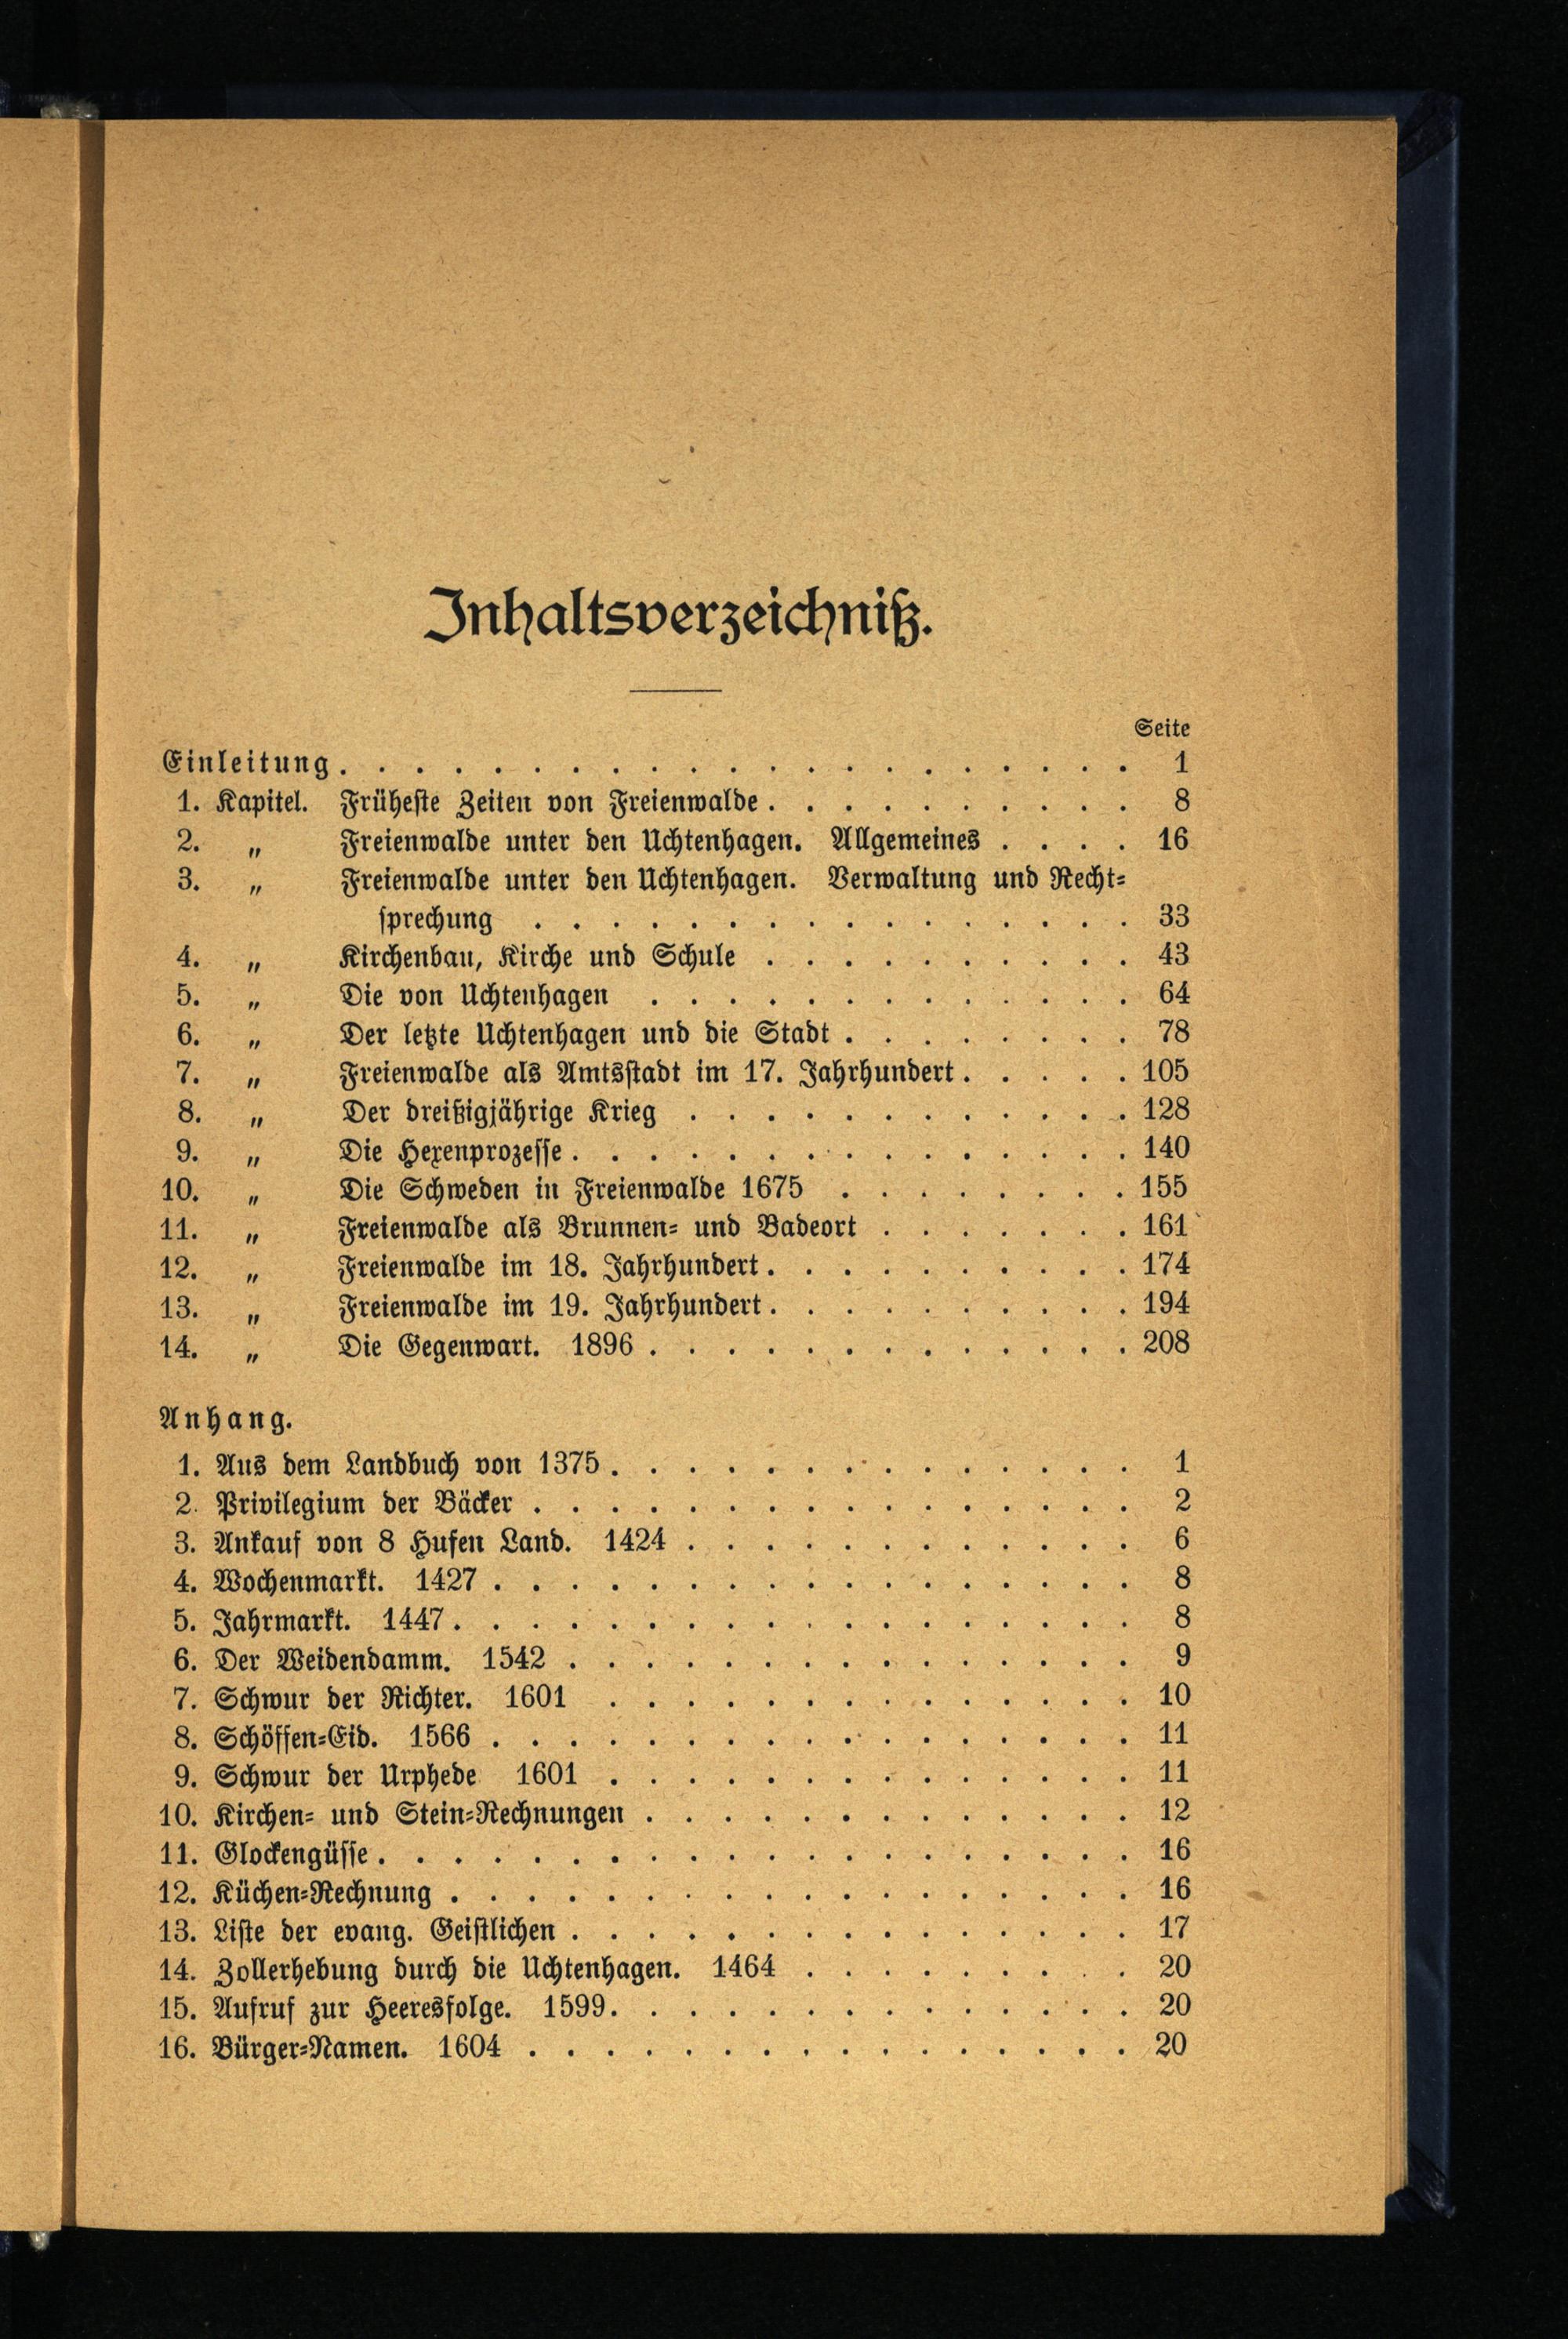 Inhaltsverzeichniß.
Seite
Einleitung . . . . . . . . . . . . . . . . . . . . . 1
1. Kapitel. Früheste Zeiten von Freienwalde . . . . . . . . . . 8
2. „ Freienwalde unter den Uchtenhagen. Allgemeines . . . . 16
3. „ Freienwalde unter den Uchtenhagen. Verwaltung und Recht-
sprechung . . . . . . . . . . . . . . . . 33
4. „ Kirchenbau, Kirche und Schule . . . . . . . . . . 43
5. „ Die von Uchtenhagen . . . . . . . . . . . . . 64
6. „ Der letzte Uchtenhagen und die Stadt . . . . . . . . 78
7. „ Freienwalde als Amtsstadt im 17. Jahrhundert . . . . . 105
8. „ Der dreißigjährige Krieg . . . . . . . . . . . . 128
9. „ Die Hexenprozesse . . . . . . . . . . . . . . . 140
10. „ Die Schweden in Freienwalde 1675 . . . . . . . . 155
11. „ Freienwalde als Brunnen- und Badeort . . . . . . . 161
12. „ Freienwalde im 18. Jahrhundert . . . . . . . . . . 174
13. „ Freienwalde im 19. Jahrhundert . . . . . . . . . . 194
14. „ Die Gegenwart. 1896 . . . . . . . . . . . . . 208
Anhang.
1. Aus dem Landbuch von 1375 . . . . . . . . . . . . . . 1
2. Privilegium der Bäcker . . . . . . . . . . . . . . . . 2
3. Ankauf von 8 Hufen Land. 1424 . . . . . . . . . . . . 6
4. Wochenmarkt. 1427 . . . . . . . . . . . . . . . . . 8
5. Jahrmarkt. 1447 . . . . . . . . . . . . . . . . . . 8
6. Der Weidendamm. 1542 . . . . . . . . . . . . . . . 9
7. Schwur der Richter. 1601 . . . . . . . . . . . . . . 10
8. Schöffen-Eid. 1566 . . . . . . . . . . . . . . . . . 11
9. Schwur der Urphede 1601 . . . . . . . . . . . . . . 11
10. Kirchen- und Stein-Rechnungen . . . . . . . . . . . . . 12
11. Glockengüsse . . . . . . . . . . . . . . . . . . . . 16
12. Küchen-Rechnung . . . . . . . . . . . . . . . . . . 16
13. Liste der evang. Geistlichen . . . . . . . . . . . . . . . 17
14. Zollerhebung durch die Uchtenhagen. 1464 . . . . . . . . . 20
15. Aufruf zur Heeresfolge. 1599 . . . . . . . . . . . . . . 20
16. Bürger-Namen. 1604 . . . . . . . . . . . . . . . . 20